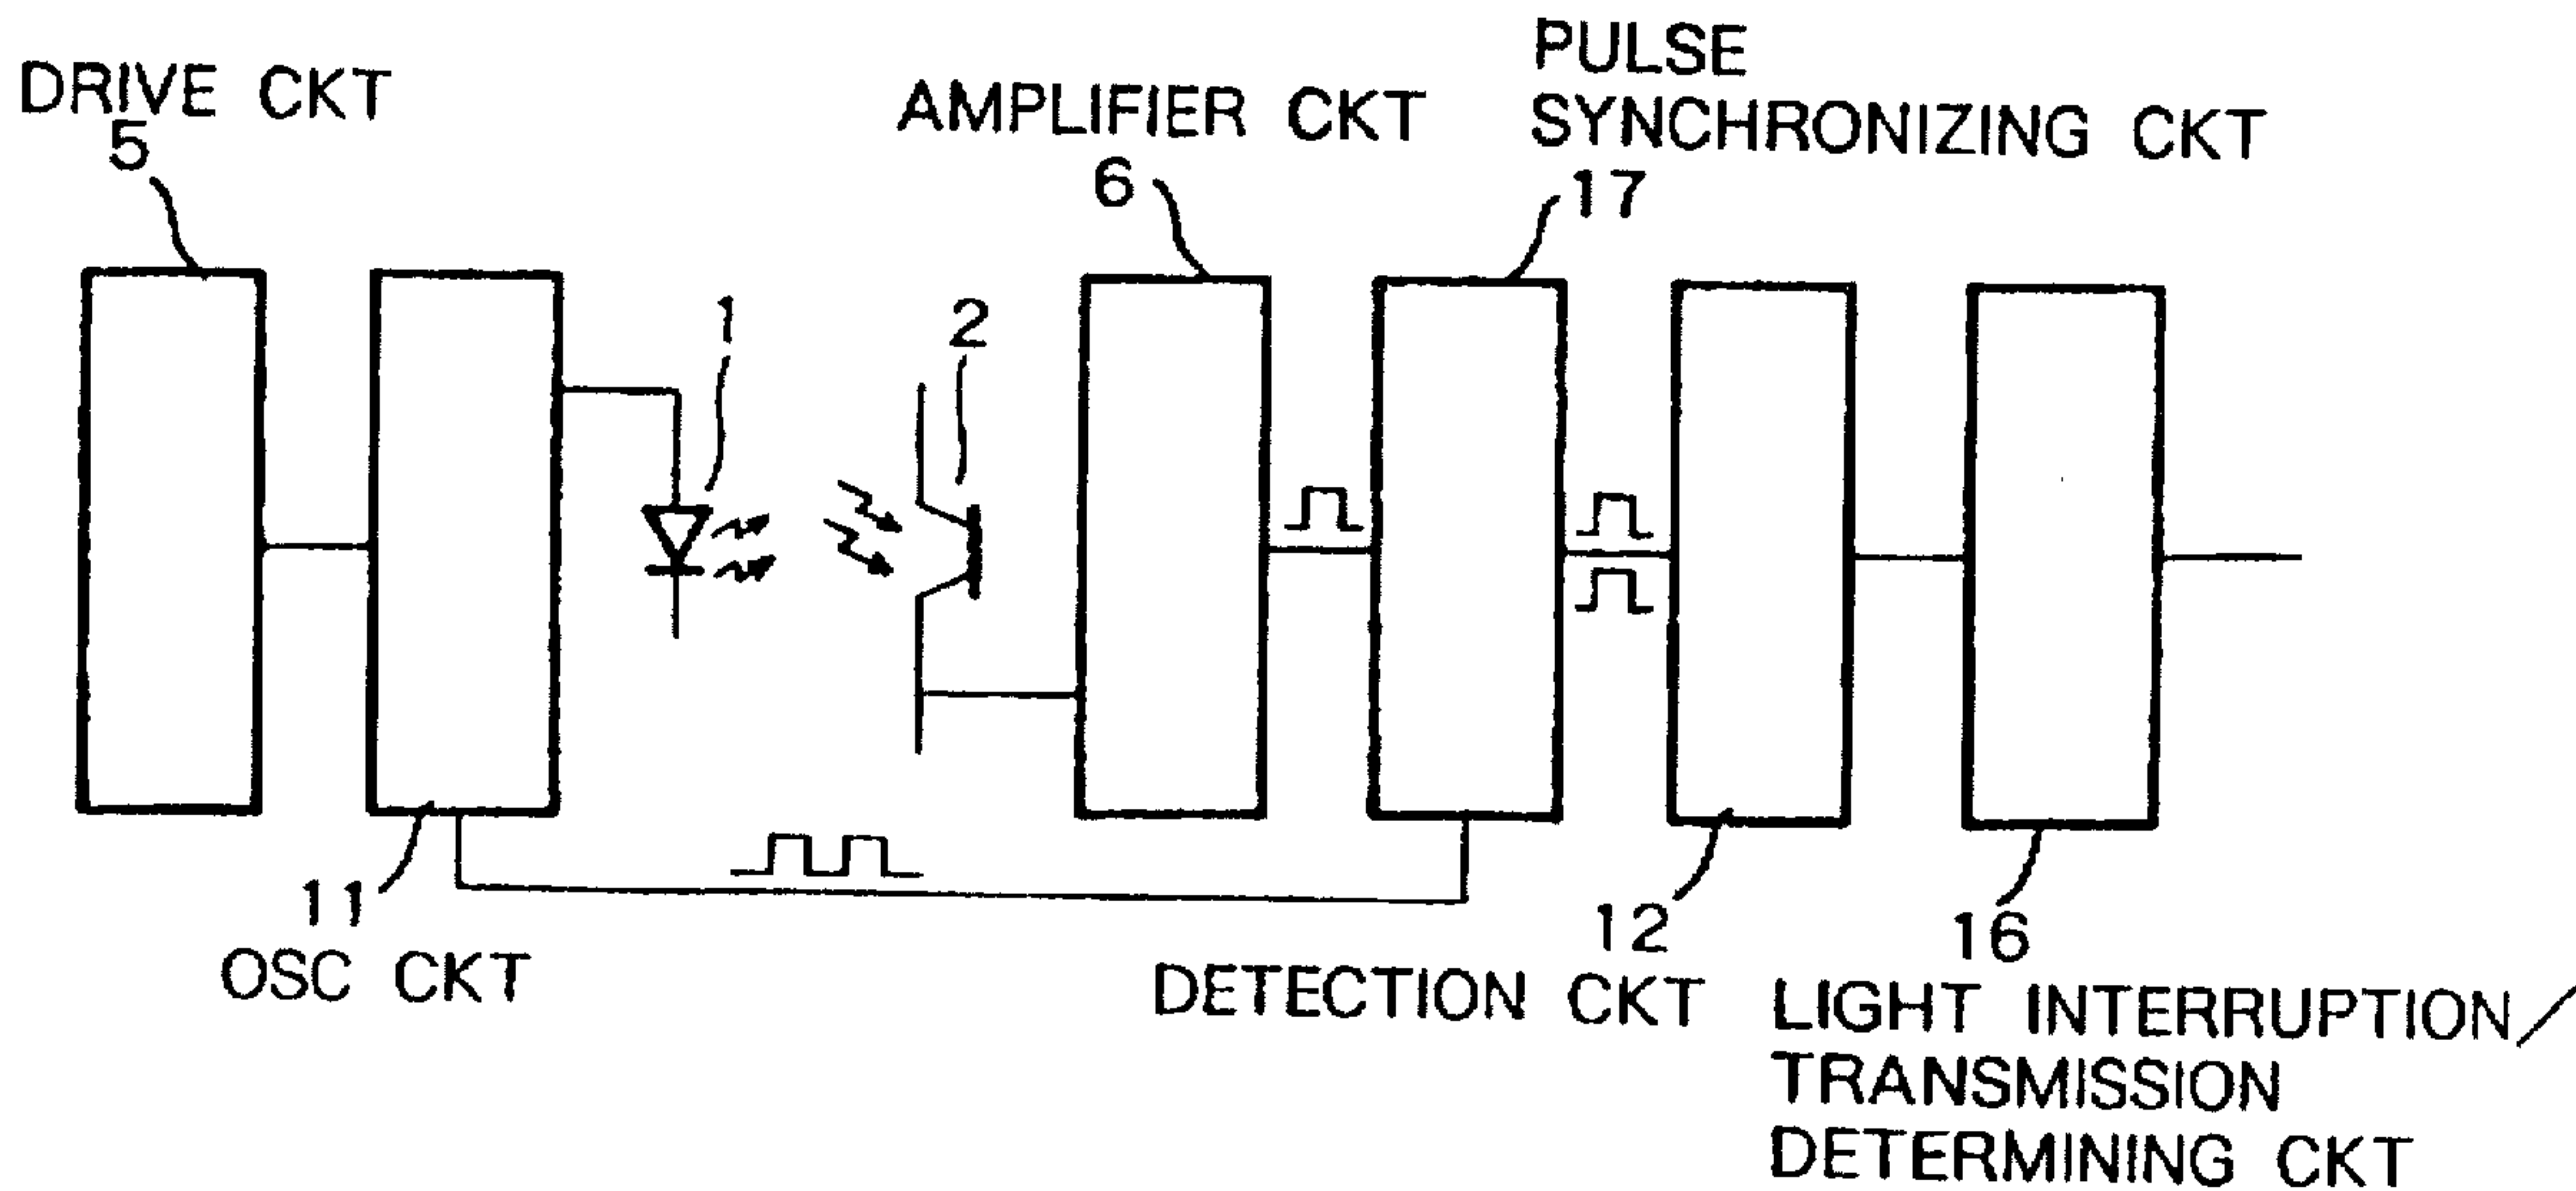 DRIVE CKT
5
AMPLIFIER CKT
6
PULSE
SYNCHRONIZING CKT
17
1
2
11
OSC CKT
12
DETECTION CKT
16
LIGHT INTERRUPTION/
TRANSMISSION
DETERMINING CKT